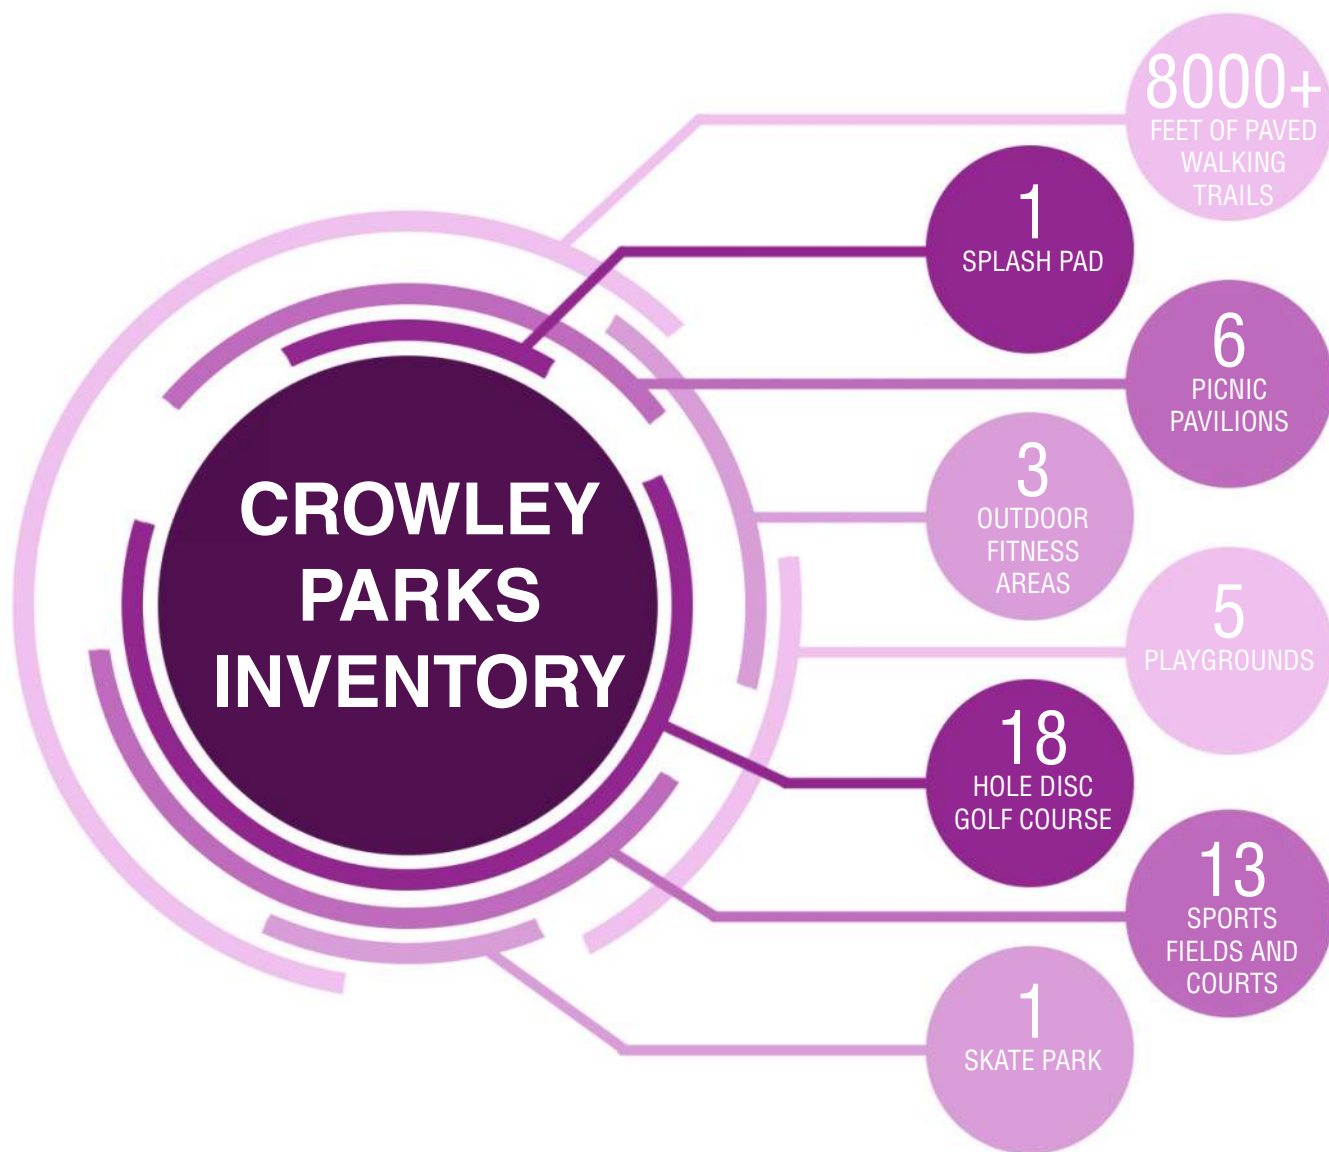 CROWLEY
PARKS
INVENTORY
8000+
FEET OF PAVED
WALKING
TRAILS
1
SPLASH PAD
6
PICNIC
PAVILIONS
3
OUTDOOR
FITNESS
AREAS
5
PLAYGROUNDS
18
HOLE DISC
GOLF COURSE
13
SPORTS
FIELDS AND
COURTS
1
SKATE PARK